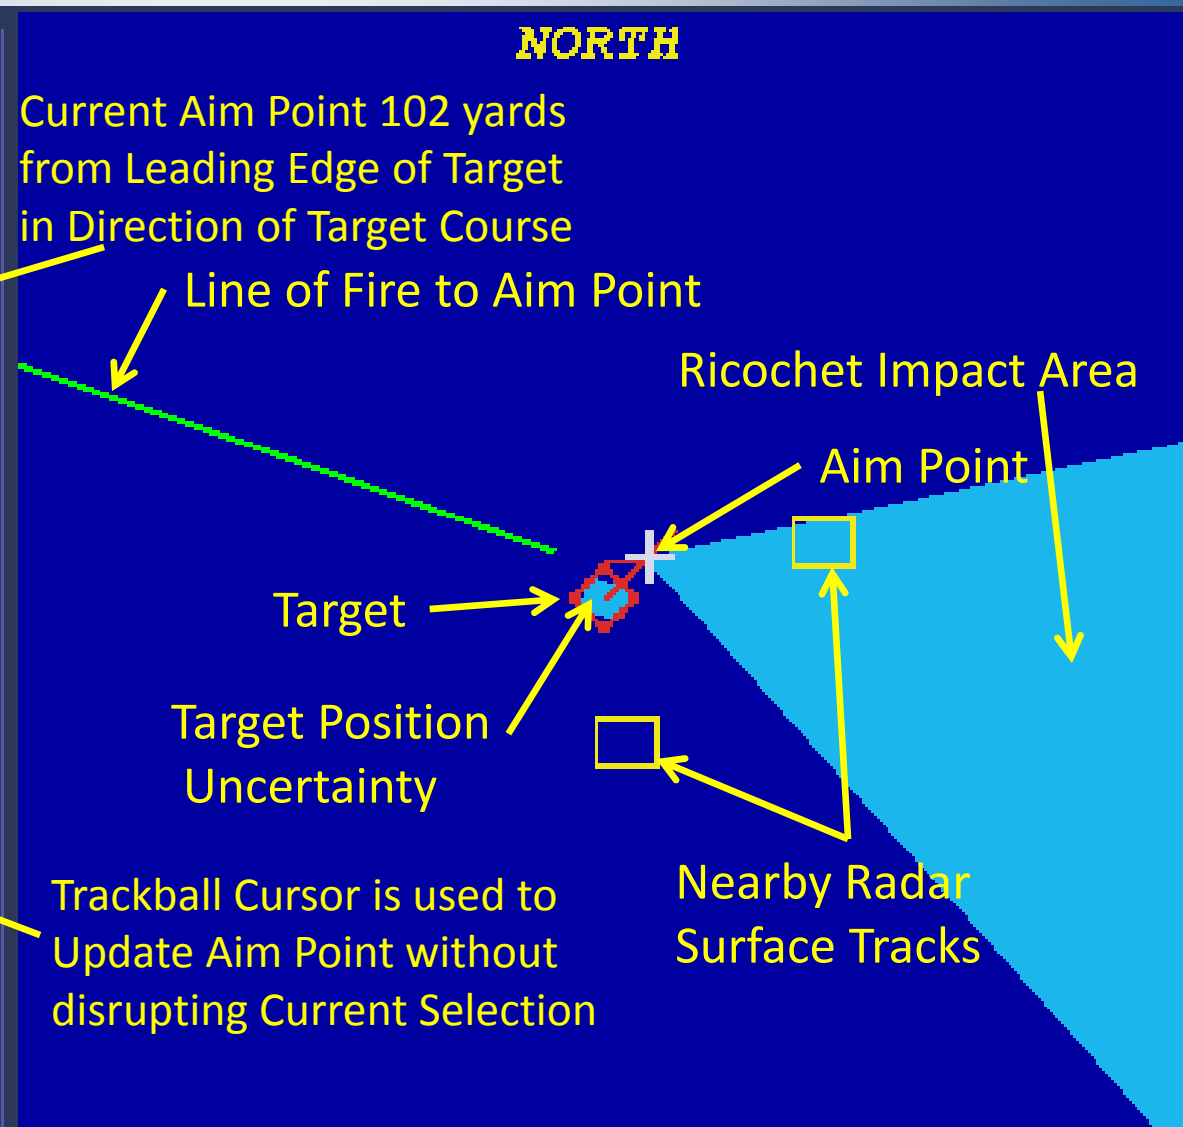 NORTH
Current Aim Point 102 yards
from Leading Edge of Target
in Direction of Target Course
Line of Fire to Aim Point
Ricochet Impact Area
Aim Point
Target
Target Position
Uncertainty
Nearby Radar
Surface Tracks
Trackball Cursor is used to
Update Aim Point without
disrupting Current Selection